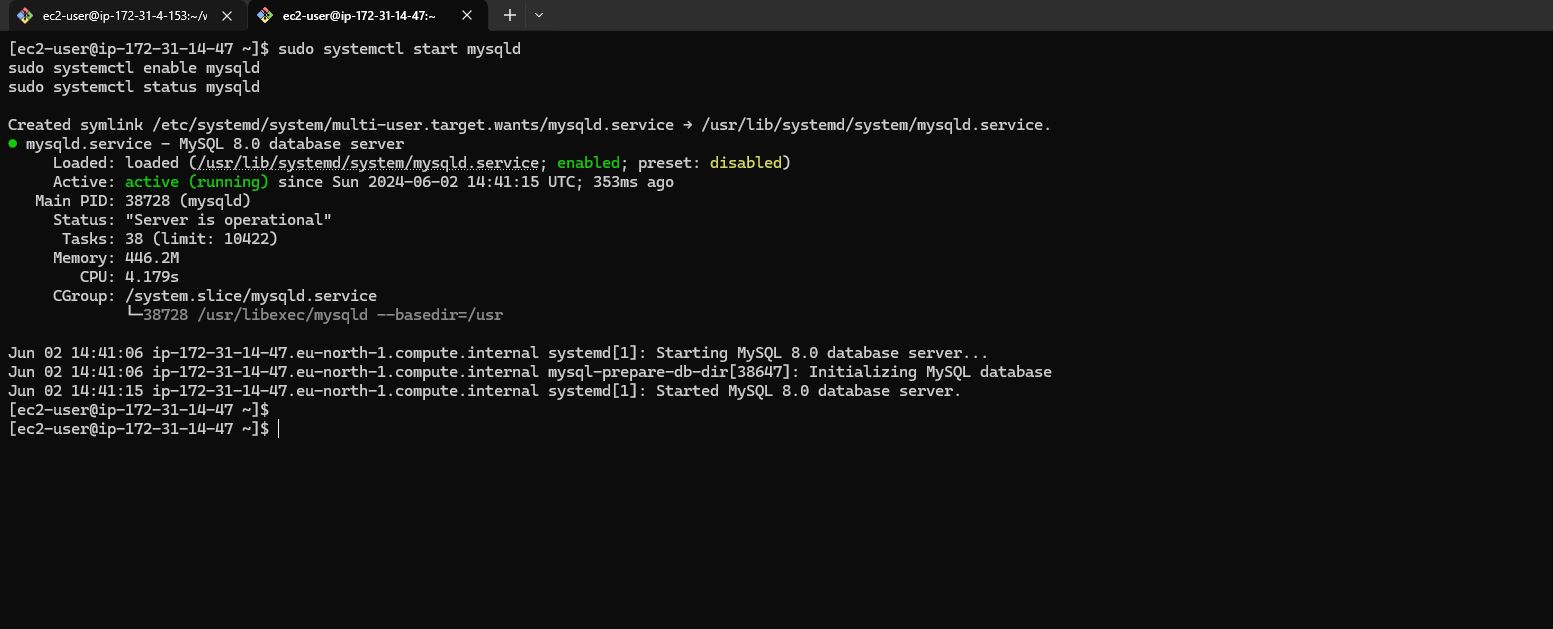 ec2-user@ip-172-31-4-153:~/v
ec2-user@ip-172-31-14-47:~
[ec2-user@ip-172-31-14-47 ~]$ sudo systemctl start mysqld
sudo systemctl enable mysqld
sudo systemctl status mysqld
Created symlink /etc/systemd/system/multi-user.target.wants/mysqld.service → /usr/lib/systemd/system/mysqld.service.
● mysqld.service - MySQL 8.0 database server
Loaded: loaded (/usr/lib/systemd/system/mysqld.service; enabled; preset: disabled)
Active: active (running) since Sun 2024-06-02 14:41:15 UTC; 353ms ago
Main PID: 38728 (mysqld)
Status: "Server is operational"
Tasks: 38 (limit: 10422)
Memory: 446.2M
CPU: 4.179s
CGroup: /system.slice/mysqld.service
└─38728 /usr/libexec/mysqld --basedir=/usr
Jun 02 14:41:06 ip-172-31-14-47.eu-north-1.compute.internal systemd[1]: Starting MySQL 8.0 database server...
Jun 02 14:41:06 ip-172-31-14-47.eu-north-1.compute.internal mysql-prepare-db-dir[38647]: Initializing MySQL database
Jun 02 14:41:15 ip-172-31-14-47.eu-north-1.compute.internal systemd[1]: Started MySQL 8.0 database server.
[ec2-user@ip-172-31-14-47 ~]$
[ec2-user@ip-172-31-14-47 ~]$